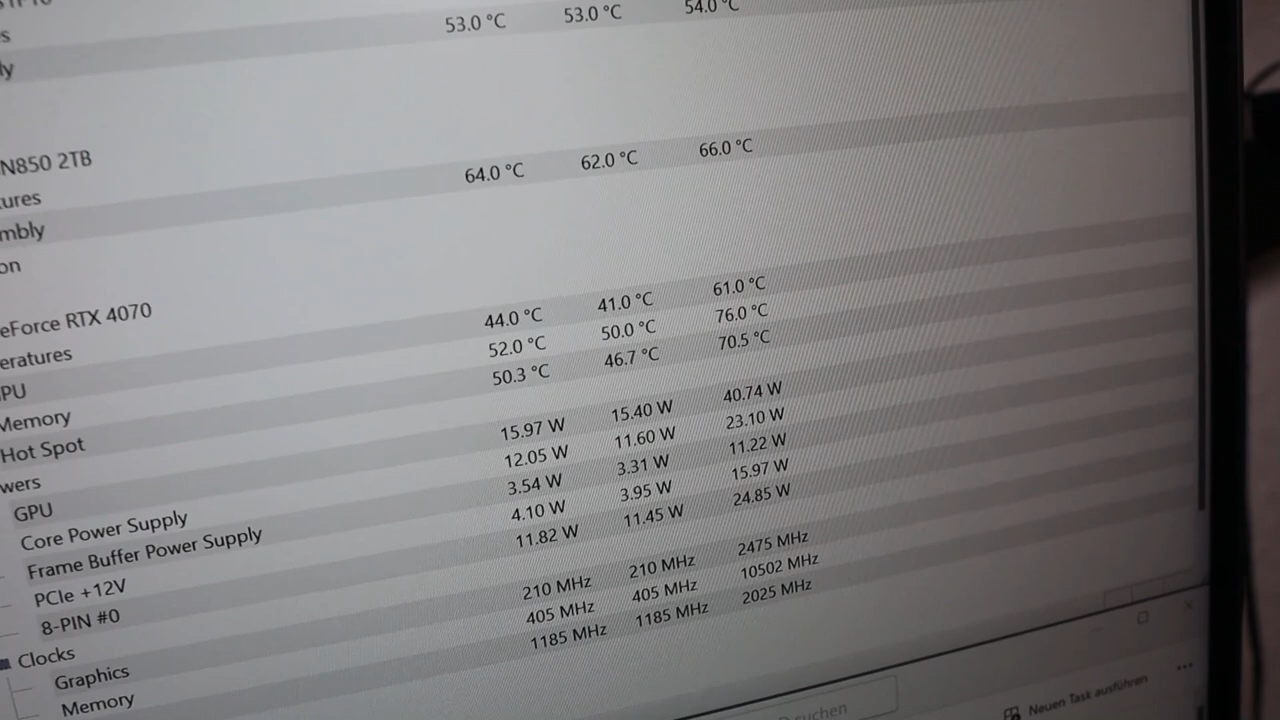 s
ly 53.0 °C 53.0 °C 54.0 °C
N850 2TB
tures
mbly 64.0 °C 62.0 °C 66.0 °C
on
eForce RTX 4070
eratures
PU 44.0 °C 41.0 °C 61.0 °C
Memory 52.0 °C 50.0 °C 76.0 °C
Hot Spot 50.3 °C 46.7 °C 70.5 °C
wers
GPU 15.97 W 15.40 W 40.74 W
Core Power Supply 12.05 W 11.60 W 23.10 W
Frame Buffer Power Supply 3.54 W 3.31 W 11.22 W
PCIe +12V 4.10 W 3.95 W 15.97 W
8-PIN #0 11.82 W 11.45 W 24.85 W
Clocks
Graphics 210 MHz 210 MHz 2475 MHz
Memory 405 MHz 405 MHz 10502 MHz
1185 MHz 1185 MHz 2025 MHz
suchen
Neuen Task ausführen